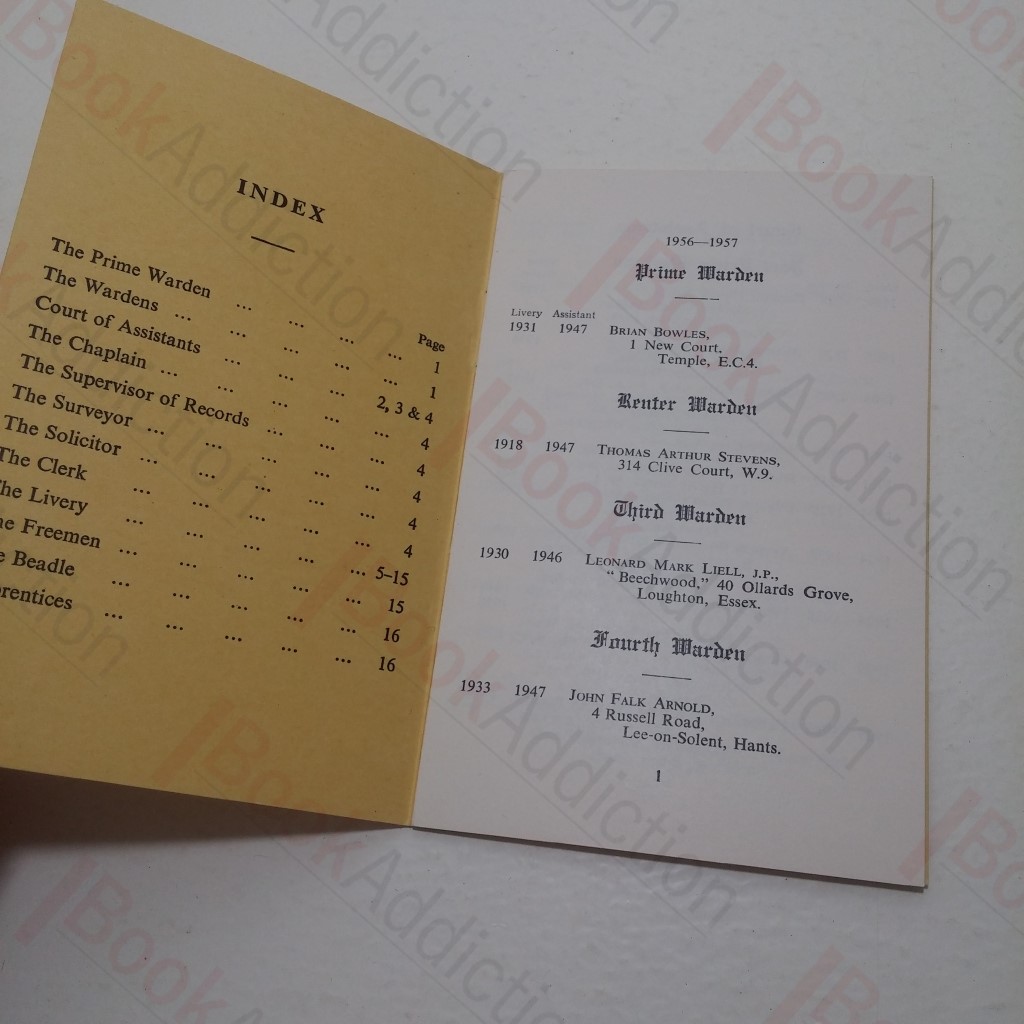 INDEX
Page
The Prime Warden ... ... ... ... 1
The Wardens ... ... ... ... ... 1
Court of Assistants ... ... ... 2, 3 & 4
The Chaplain ... ... ... ... 4
The Supervisor of Records ... ... ... 4
The Surveyor ... ... ... ... ... 4
The Solicitor ... ... ... ... ... 4
The Clerk ... ... ... ... 4
he Livery ... ... ... ... ... 5–15
e Freemen ... ... ... ... ... 15
e Beadle ... ... ... ... ... 16
rentices ... ... ... ... ... 16
1956—1957
Prime Warden
Livery Assistant
1931 1947 BRIAN BOWLES,
1 New Court,
Temple, E.C.4.
Renter Warden
1918 1947 THOMAS ARTHUR STEVENS,
314 Clive Court, W.9.
Third Warden
1930 1946 LEONARD MARK LIELL, J.P.,
"Beechwood," 40 Ollards Grove,
Loughton, Essex.
Fourth Warden
1933 1947 JOHN FALK ARNOLD,
4 Russell Road,
Lee-on-Solent, Hants.
1
BookAddiction